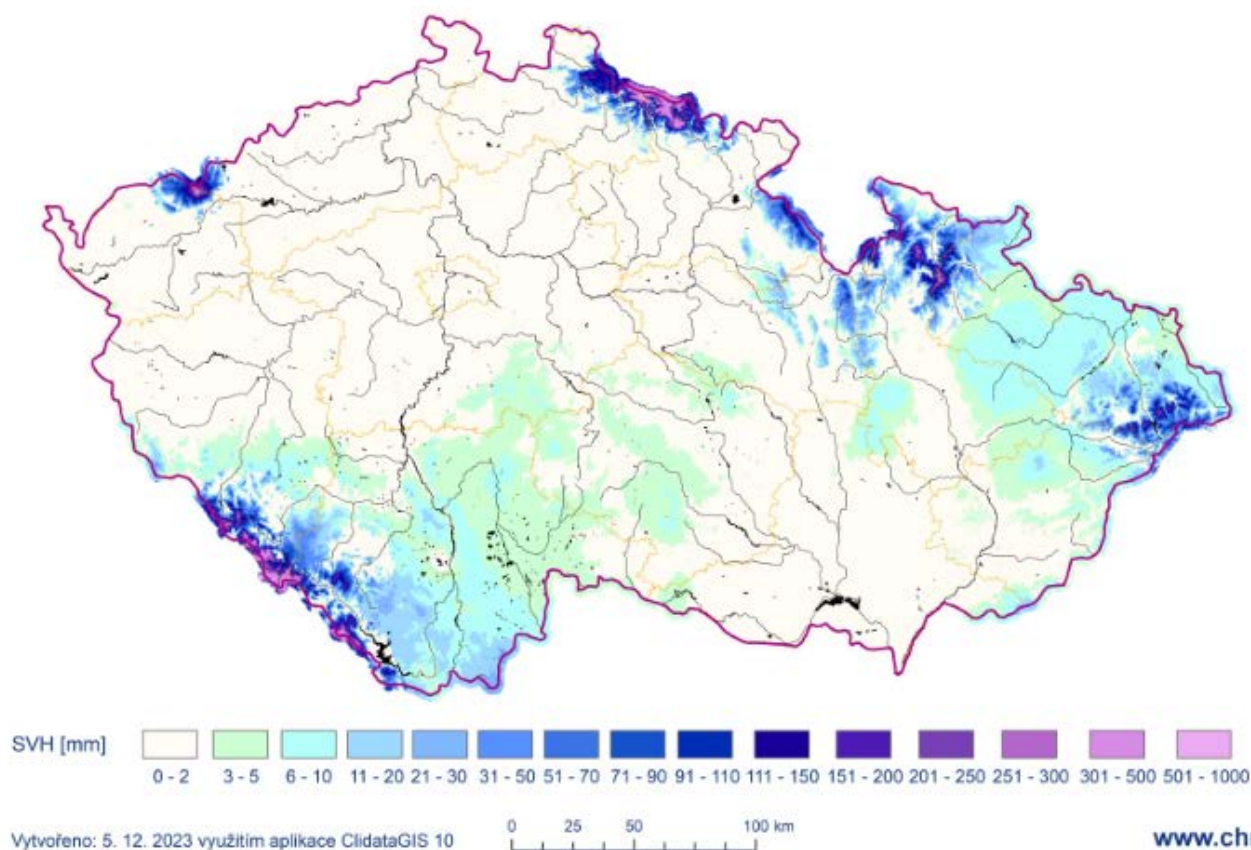 SVH [mm]
0 - 2 3 - 5 6 - 10 11 - 20 21 - 30 31 - 50 51 - 70 71 - 90 91 - 110 111 - 150 151 - 200 201 - 250 251 - 300 301 - 500 501 - 1000
0 25 50 100 km
Vytvořeno: 5. 12. 2023 využitím aplikace ClidataGIS 10
www.ch